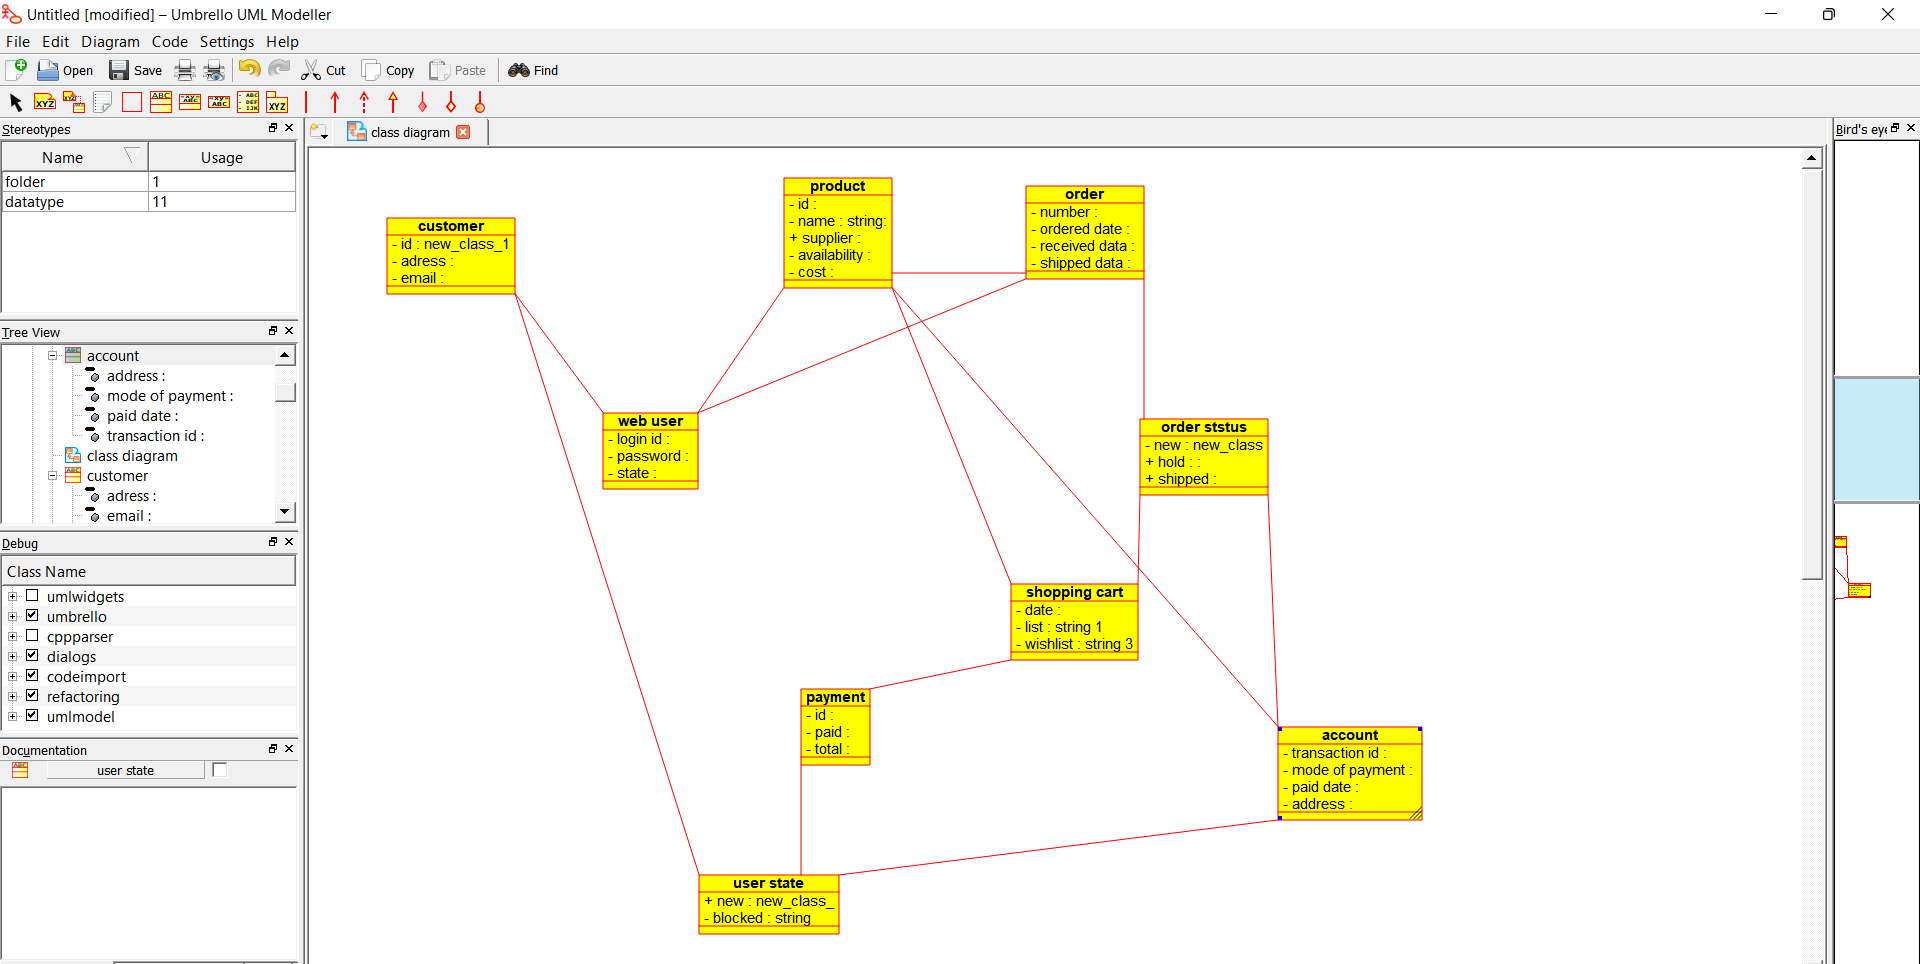 Untitled [modified] – Umbrello UML Modeller
File Edit Diagram Code Settings Help
Open Save Cut Copy Paste Find
Stereotypes
Name Usage
folder 1
datatype 11
Tree View
account
address :
mode of payment :
paid date :
transaction id :
class diagram
customer
adress :
email :
Debug
Class Name
umlwidgets
umbrello
cppparser
dialogs
codeimport
refactoring
umlmodel
Documentation
user state
class diagram
customer
- id : new_class_1
- adress :
- email :
product
- id :
- name : string:
+ supplier :
- availability :
- cost :
order
- number :
- ordered date :
- received data :
- shipped data :
web user
- login id :
- password :
- state :
order ststus
- new : new_class
+ hold : :
+ shipped :
shopping cart
- date :
- list : string 1
- wishlist : string 3
payment
- id :
- paid :
- total :
account
- transaction id :
- mode of payment :
- paid date :
- address :
user state
+ new : new_class_
- blocked : string
Bird's eye